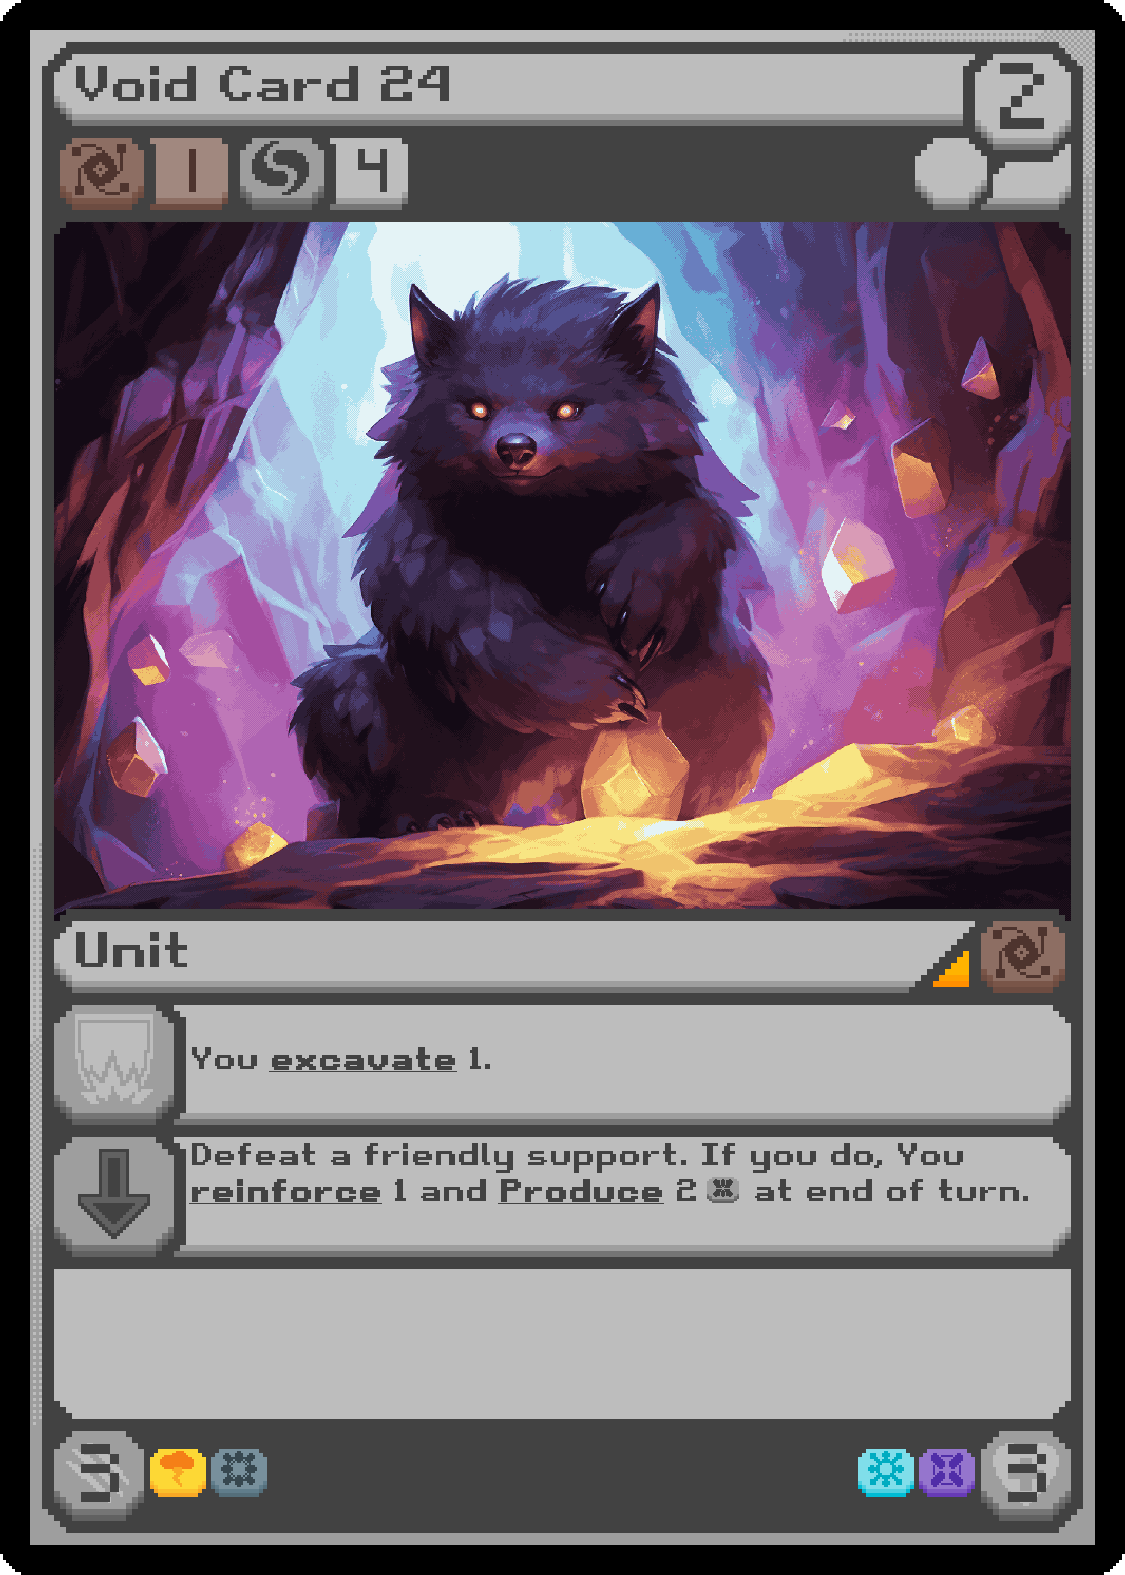 Void Card 24
2
1 4
Unit
You excavate 1.
Defeat a friendly support. If you do, You
reinforce 1 and Produce 2 at end of turn.
3 3